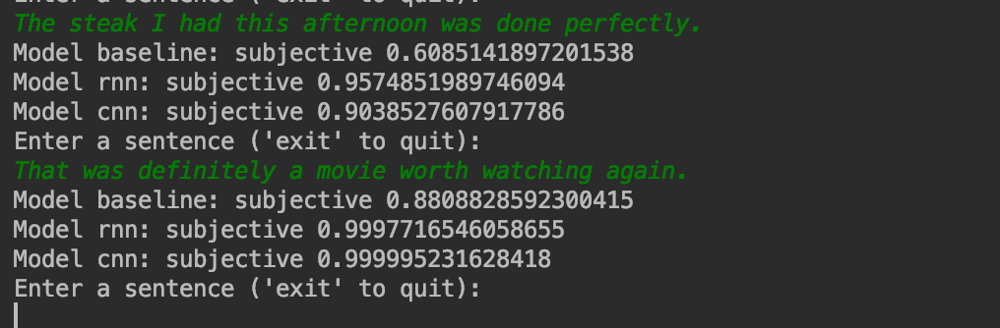 Enter a sentence ('exit' to quit):
The steak I had this afternoon was done perfectly.
Model baseline: subjective 0.6085141897201538
Model rnn: subjective 0.9574851989746094
Model cnn: subjective 0.9038527607917786
Enter a sentence ('exit' to quit):
That was definitely a movie worth watching again.
Model baseline: subjective 0.8808828592300415
Model rnn: subjective 0.9997716546058655
Model cnn: subjective 0.999995231628418
Enter a sentence ('exit' to quit):